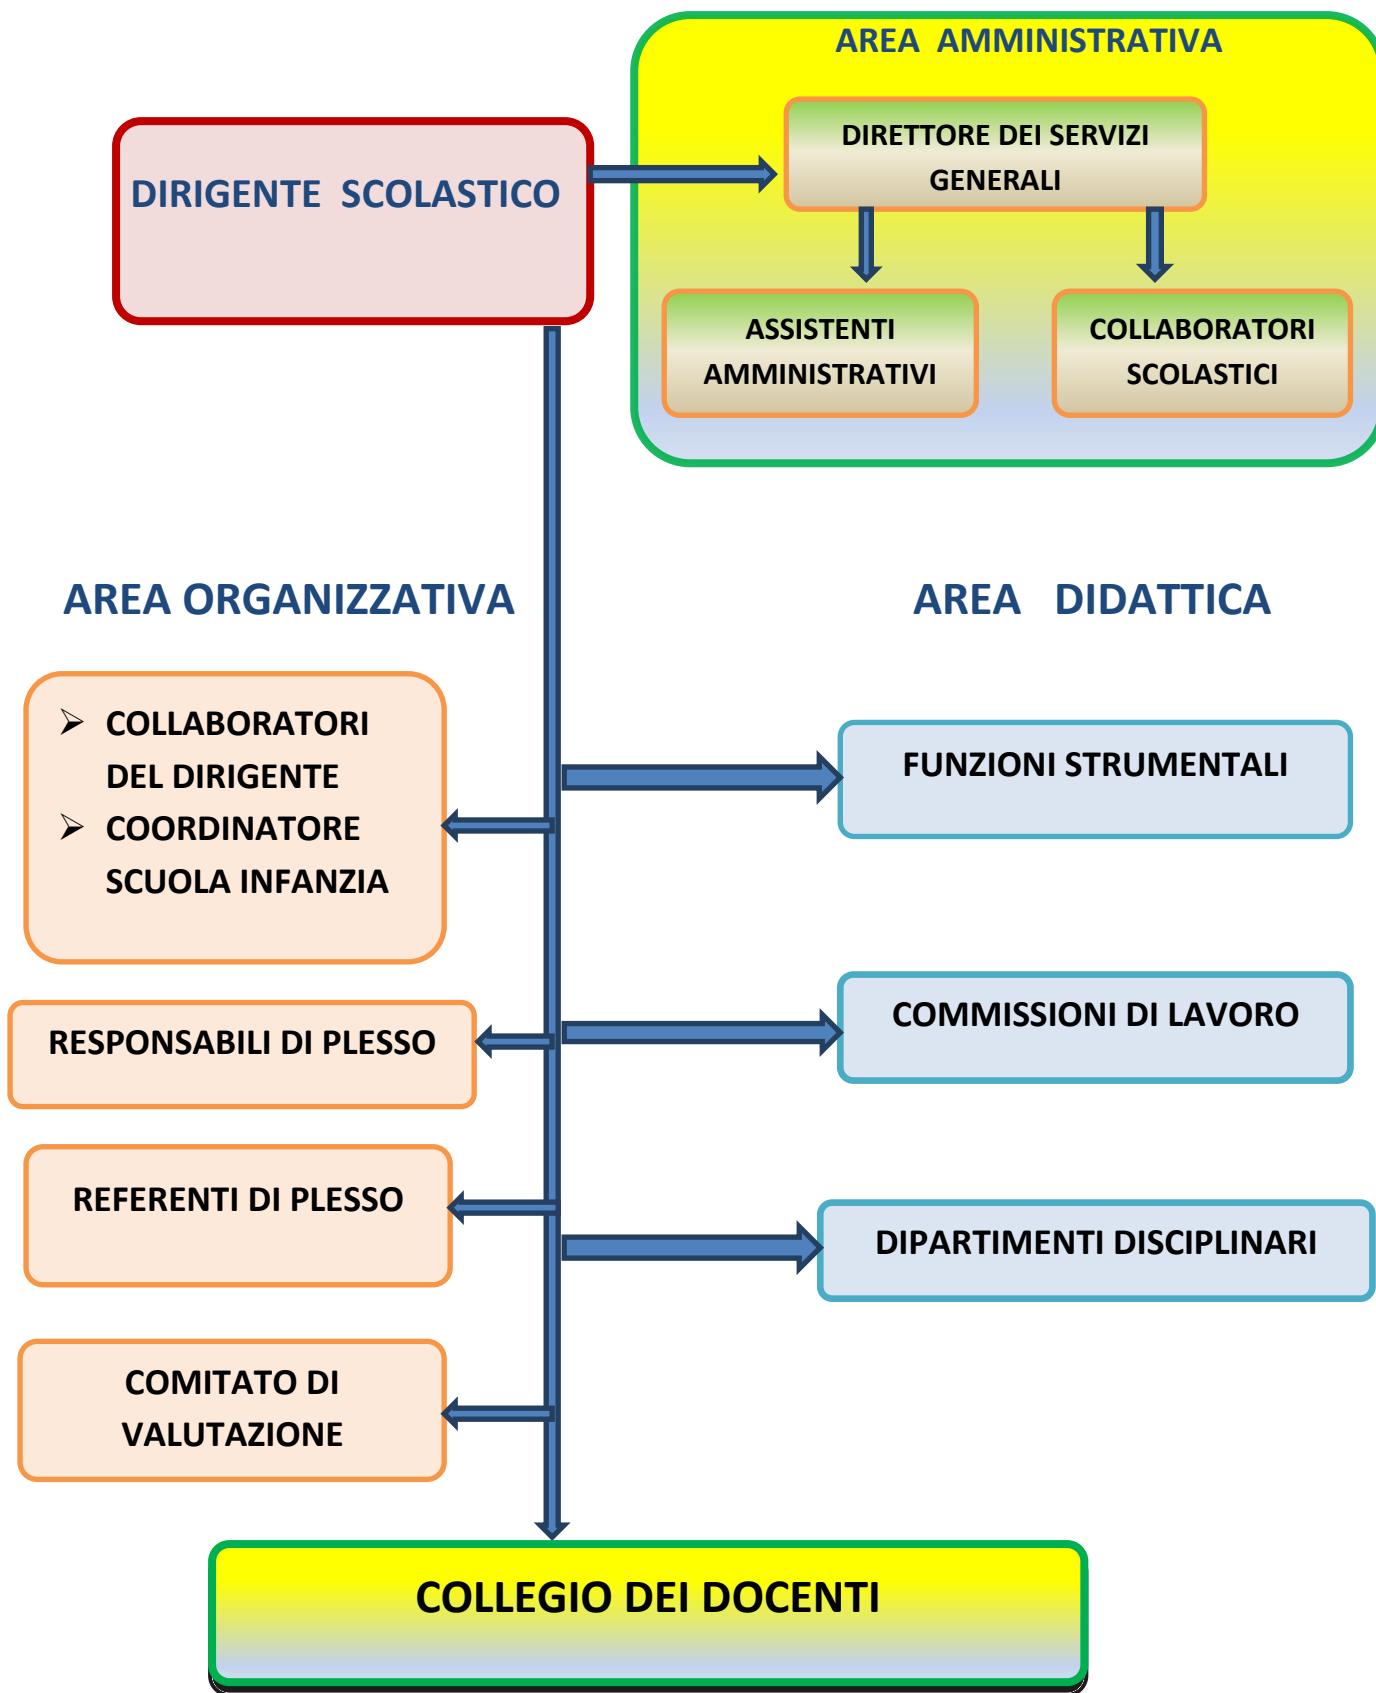 AREA AMMINISTRATIVA
DIRIGENTE SCOLASTICO
DIRETTORE DEI SERVIZI
GENERALI
ASSISTENTI
AMMINISTRATIVI
COLLABORATORI
SCOLASTICI
AREA ORGANIZZATIVA
➢ COLLABORATORI
DEL DIRIGENTE
➢ COORDINATORE
SCUOLA INFANZIA
RESPONSABILI DI PLESSO
REFERENTI DI PLESSO
COMITATO DI
VALUTAZIONE
AREA DIDATTICA
FUNZIONI STRUMENTALI
COMMISSIONI DI LAVORO
DIPARTIMENTI DISCIPLINARI
COLLEGIO DEI DOCENTI